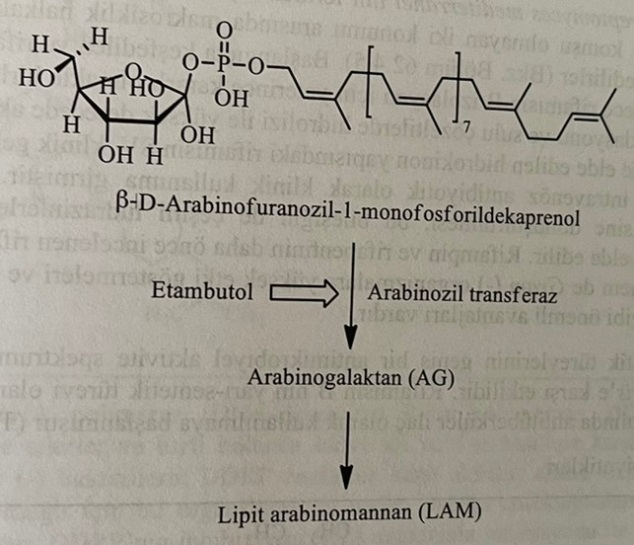 H H O
HO O O–P–O
H HO OH
H OH 7
OH H
β-D-Arabinofuranozil-1-monofosforildekaprenol
Etambutol Arabinozil transferaz
Arabinogalaktan (AG)
Lipit arabinomannan (LAM)